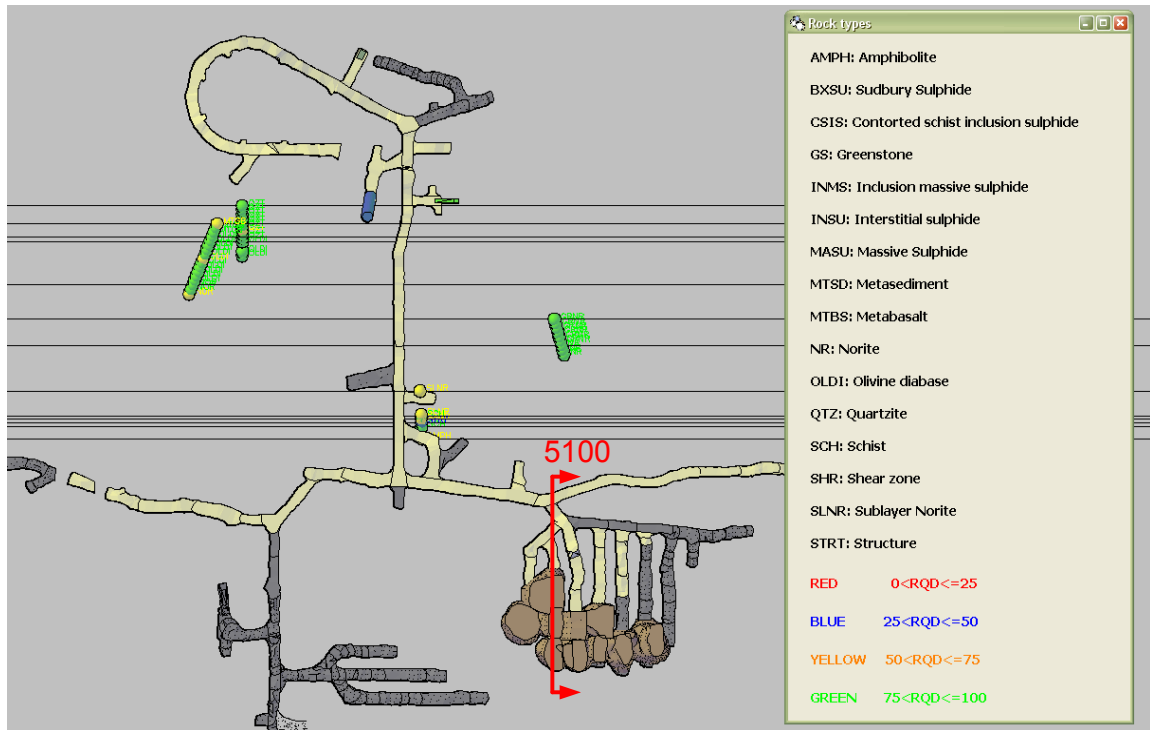 Rock types
AMPH: Amphibolite
BXSU: Sudbury Sulphide
CSIS: Contorted schist inclusion sulphide
GS: Greenstone
INMS: Inclusion massive sulphide
INSU: Interstitial sulphide
MASU: Massive Sulphide
MTSD: Metasediment
MTBS: Metabasalt
NR: Norite
OLDI: Olivine diabase
QTZ: Quartzite
SCH: Schist
SHR: Shear zone
SLNR: Sublayer Norite
STRT: Structure
RED 0<RQD<=25
BLUE 25<RQD<=50
YELLOW 50<RQD<=75
GREEN 75<RQD<=100
SLNR
5100